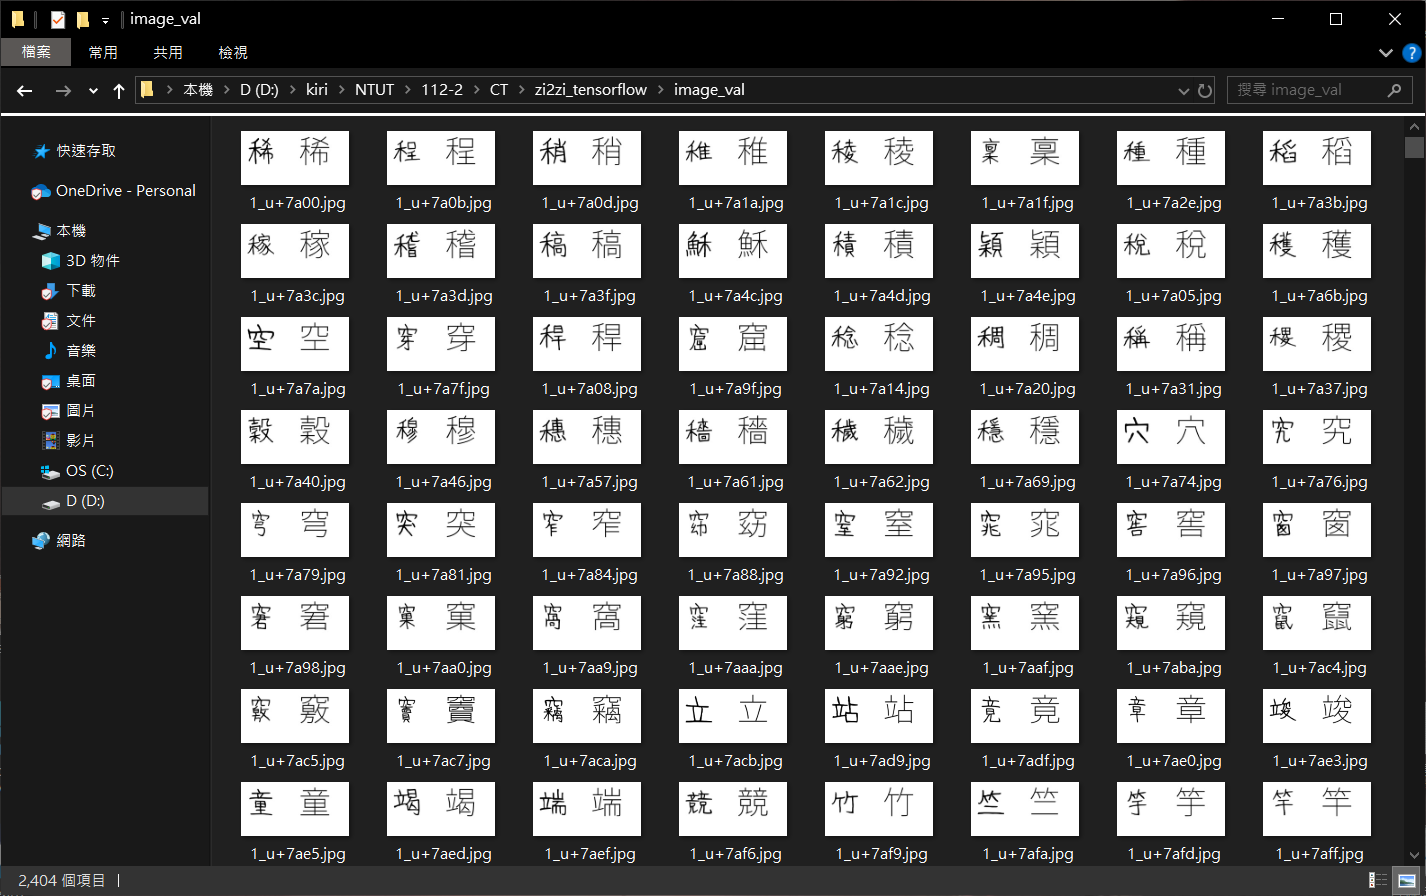 image_val
檔案 常用 共用 檢視 ?
本機 D (D:) kiri NTUT 112-2 CT zi2zi_tensorflow image_val 搜尋 image_val
快速存取
OneDrive - Personal
本機
3D 物件
下載
文件
音樂
桌面
圖片
影片
OS (C:)
D (D:)
網路
稀 稀 程 程 稍 稍 稚 稚 稜 稜 稟 稟 種 種 稻 稻
1_u+7a00.jpg 1_u+7a0b.jpg 1_u+7a0d.jpg 1_u+7a1a.jpg 1_u+7a1c.jpg 1_u+7a1f.jpg 1_u+7a2e.jpg 1_u+7a3b.jpg
稼 稼 稽 稽 稿 稿 穌 穌 積 積 穎 穎 稅 稅 穫 穫
1_u+7a3c.jpg 1_u+7a3d.jpg 1_u+7a3f.jpg 1_u+7a4c.jpg 1_u+7a4d.jpg 1_u+7a4e.jpg 1_u+7a05.jpg 1_u+7a6b.jpg
空 空 穿 穿 稈 稈 窟 窟 稔 稔 稠 稠 稱 稱 稷 稷
1_u+7a7a.jpg 1_u+7a7f.jpg 1_u+7a08.jpg 1_u+7a9f.jpg 1_u+7a14.jpg 1_u+7a20.jpg 1_u+7a31.jpg 1_u+7a37.jpg
穀 穀 穆 穆 穗 穗 穡 穡 穢 穢 穩 穩 穴 穴 究 究
1_u+7a40.jpg 1_u+7a46.jpg 1_u+7a57.jpg 1_u+7a61.jpg 1_u+7a62.jpg 1_u+7a69.jpg 1_u+7a74.jpg 1_u+7a76.jpg
穹 穹 突 突 窄 窄 窈 窈 窒 窒 窕 窕 窖 窖 窗 窗
1_u+7a79.jpg 1_u+7a81.jpg 1_u+7a84.jpg 1_u+7a88.jpg 1_u+7a92.jpg 1_u+7a95.jpg 1_u+7a96.jpg 1_u+7a97.jpg
窘 窘 窠 窠 窩 窩 窪 窪 窮 窮 窯 窯 窺 窺 竄 竄
1_u+7a98.jpg 1_u+7aa0.jpg 1_u+7aa9.jpg 1_u+7aaa.jpg 1_u+7aae.jpg 1_u+7aaf.jpg 1_u+7aba.jpg 1_u+7ac4.jpg
竅 竅 竇 竇 竊 竊 立 立 站 站 竟 竟 章 章 竣 竣
1_u+7ac5.jpg 1_u+7ac7.jpg 1_u+7aca.jpg 1_u+7acb.jpg 1_u+7ad9.jpg 1_u+7adf.jpg 1_u+7ae0.jpg 1_u+7ae3.jpg
童 童 竭 竭 端 端 競 競 竹 竹 竺 竺 竽 竽 竿 竿
1_u+7ae5.jpg 1_u+7aed.jpg 1_u+7aef.jpg 1_u+7af6.jpg 1_u+7af9.jpg 1_u+7afa.jpg 1_u+7afd.jpg 1_u+7aff.jpg
2,404 個項目